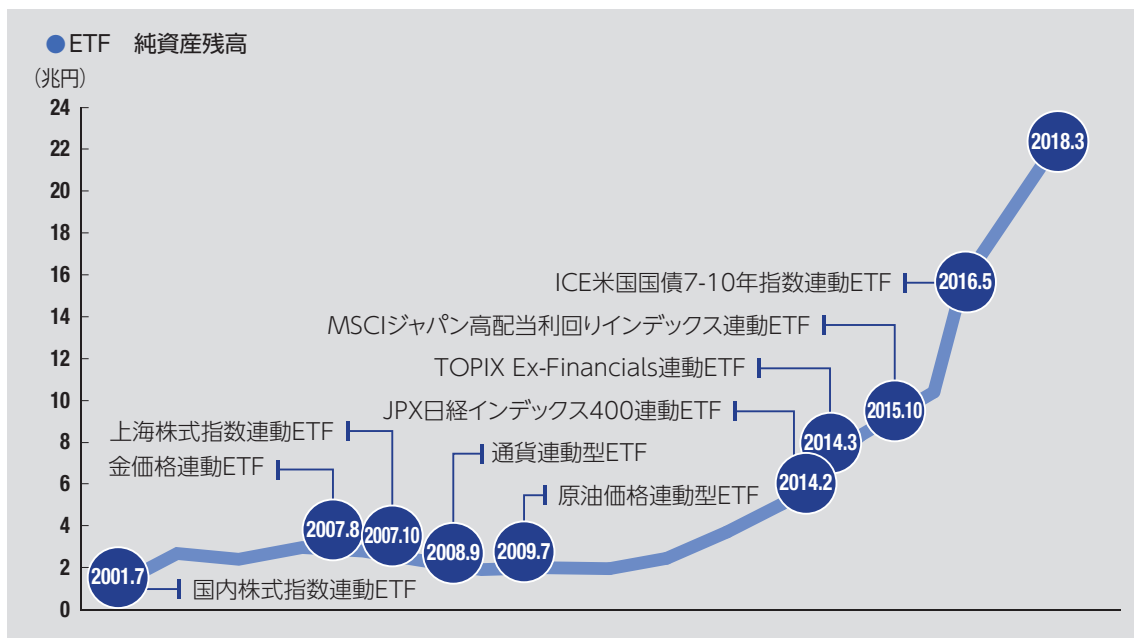 ●ETF 純資産残高
(兆円)
24
22
20
18
16
14
12
10
8
6
4
2
0
2018.3
ICE米国国債7-10年指数連動ETF
2016.5
MSCIジャパン高配当利回りインデックス連動ETF
2015.10
TOPIX Ex-Financials連動ETF
2014.3
JPX日経インデックス400連動ETF
2014.2
上海株式指数連動ETF
2007.10
金価格連動ETF
2007.8
通貨連動型ETF
2008.9
原油価格連動型ETF
2009.7
2001.7
国内株式指数連動ETF